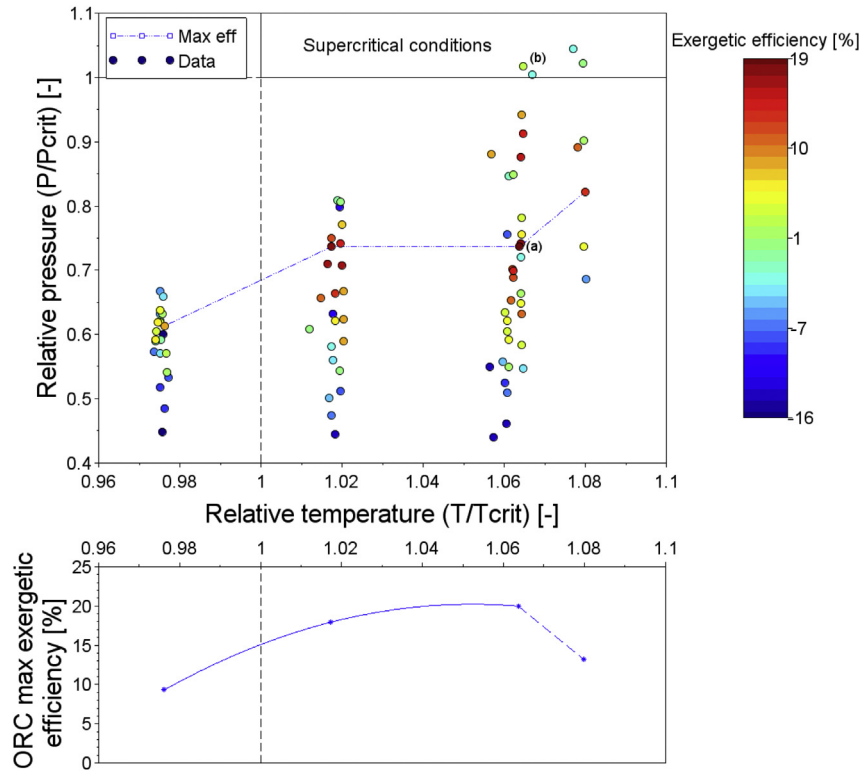 Max eff
Data
Supercritical conditions
Exergetic efficiency [%]
Relative pressure (P/Pcrit) [-]
1.1
1
0.9
0.8
0.7
0.6
0.5
0.4
(b)
(a)
19
10
1
-7
-16
0.96 0.98 1 1.02 1.04 1.06 1.08 1.1
Relative temperature (T/Tcrit) [-]
0.96 0.98 1 1.02 1.04 1.06 1.08 1.1
ORC max exergetic
efficiency [%]
25
20
15
10
5
0